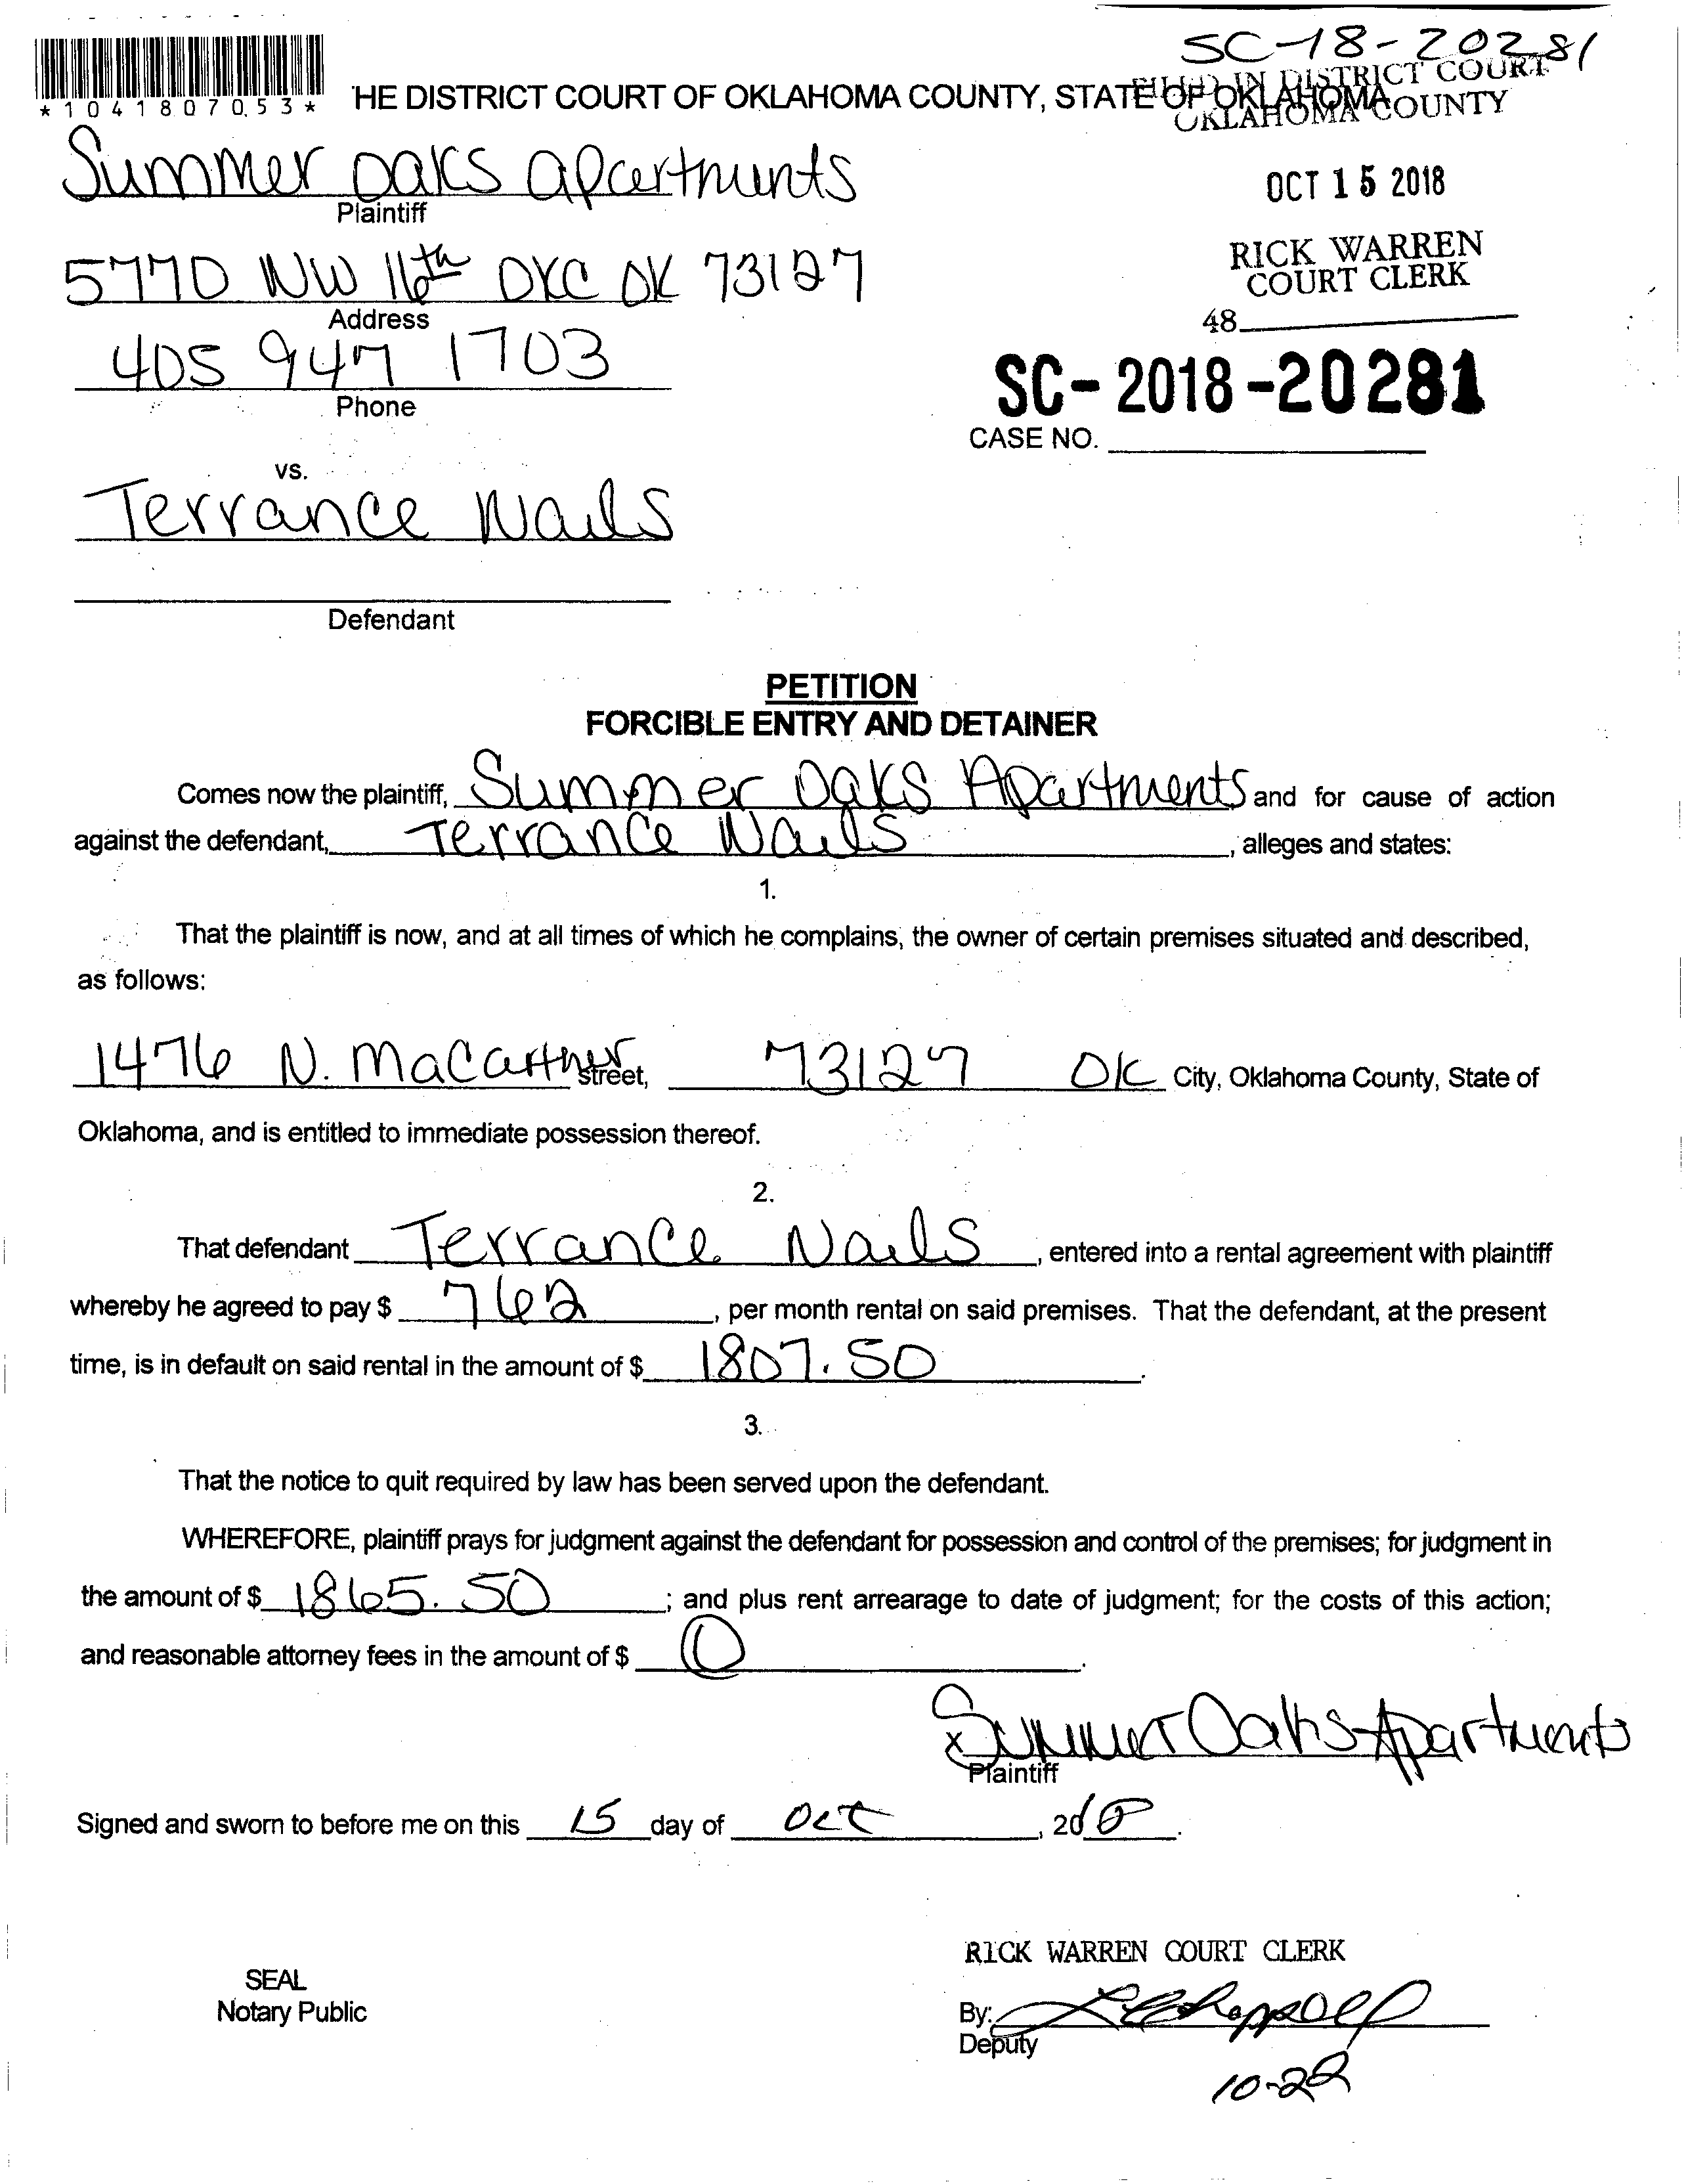 SC-18-20281
*1041807053*
HE DISTRICT COURT OF OKLAHOMA COUNTY, STATE OF OKLAHOMA
FILED IN DISTRICT COURT
OKLAHOMA COUNTY
Summer Oaks Apartments
Plaintiff
OCT 15 2018
5770 NW 16th OKC OK 73127
Address
RICK WARREN
COURT CLERK
48
405 947 1703
Phone
SC-2018-20281
CASE NO.
vs.
Terrance Nails
Defendant
PETITION
FORCIBLE ENTRY AND DETAINER
Comes now the plaintiff, Summer Oaks Apartments and for cause of action
against the defendant, Terrance Nails, alleges and states:
1.
That the plaintiff is now, and at all times of which he complains, the owner of certain premises situated and described,
as follows:
1476 N. Street, 73127 OK City, Oklahoma County, State of
Oklahoma, and is entitled to immediate possession thereof.
2.
That defendant Terrance Nails, entered into a rental agreement with plaintiff
whereby he agreed to pay $ 762, per month rental on said premises. That the defendant, at the present
time, is in default on said rental in the amount of $ 1807.50.
3.
That the notice to quit required by law has been served upon the defendant.
WHEREFORE, plaintiff prays for judgment against the defendant for possession and control of the premises; for judgment in
the amount of $ 1865.50; and plus rent arrearage to date of judgment; for the costs of this action;
and reasonable attorney fees in the amount of $ 0.
x Summer Oaks Apartments
Plaintiff
Signed and sworn to before me on this 15 day of Oct, 2018.
RICK WARREN COURT CLERK
SEAL
Notary Public
By:
Deputy
10-22